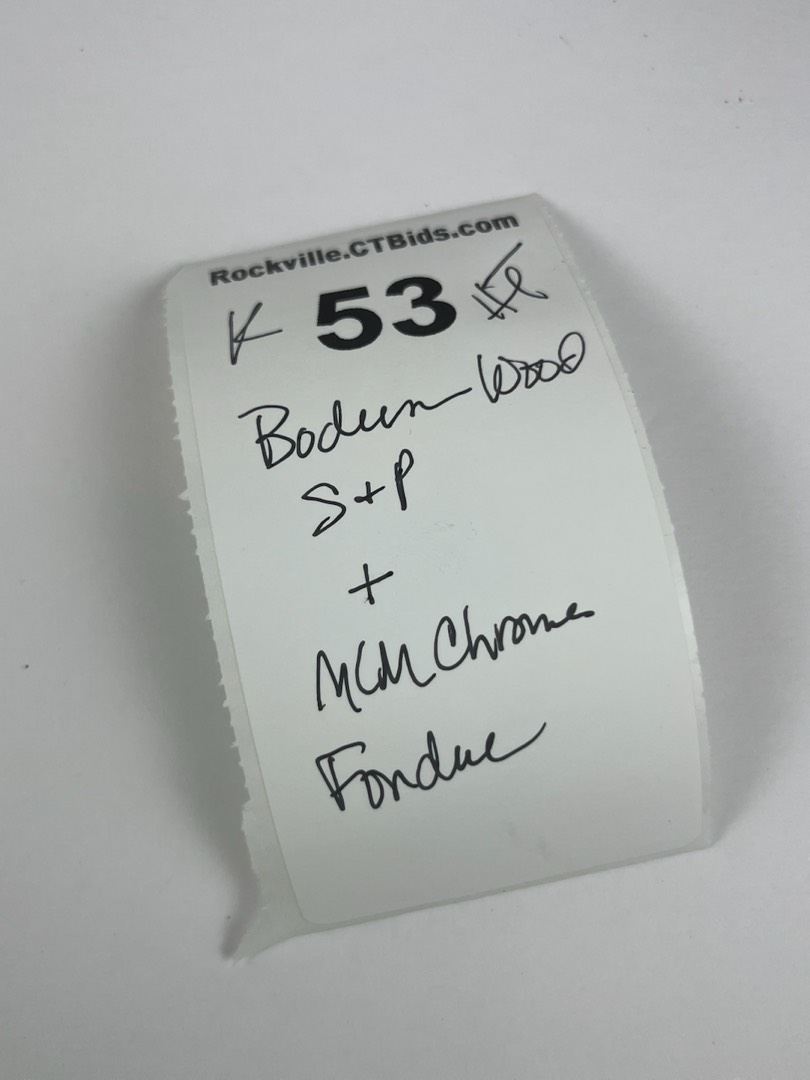 Rockville.CTBids.com
K 53
Bodum Wood
S+P
+
MCM Chrome
Fondue